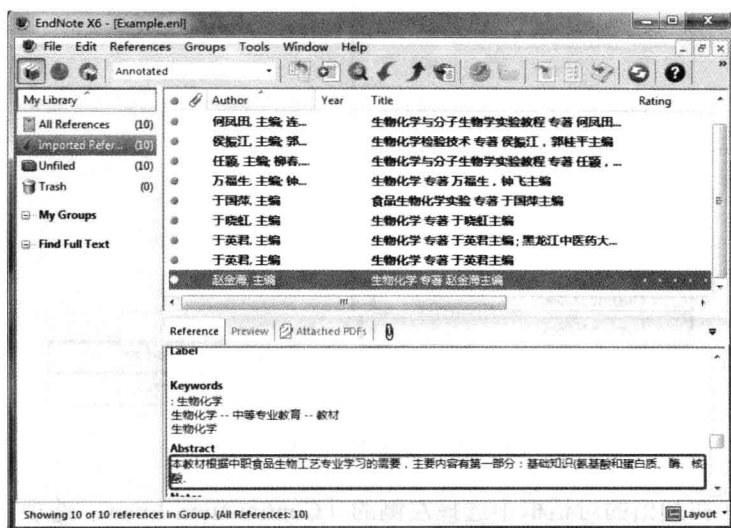 EndNote X6 - [Example.enl]
File Edit References Groups Tools Window Help
Annotated
My Library
All References (10)
Imported Refer... (10)
Unfiled (10)
Trash (0)
My Groups
Find Full Text
Author Year Title Rating
何凤田, 主编; 连... 生物化学与分子生物学实验教程 专著 何凤田...
侯振江, 主编; 郭... 生物化学检验技术 专著 侯振江，郭桂平主编
任颖, 主编; 柳春... 生物化学与分子生物学实验教程 专著 任颖，...
万福生, 主编; 钟... 生物化学 专著 万福生，钟飞主编
于国萍, 主编 食品生物化学实验 专著 于国萍主编
于晓虹, 主编 生物化学 专著 于晓虹主编
于英君, 主编 生物化学 专著 于英君主编; 黑龙江中医药大...
于英君, 主编 生物化学 专著 于英君主编
赵金海, 主编 生物化学 专著 赵金海主编
Reference Preview Attached PDFs
Label
Keywords
: 生物化学
生物化学 -- 中等专业教育 -- 教材
生物化学
Abstract
本教材根据中职食品生物工艺专业学习的需要，主要内容有第一部分：基础知识(氨基酸和蛋白质、酶、核
酸.
Showing 10 of 10 references in Group. (All References: 10)
Layout